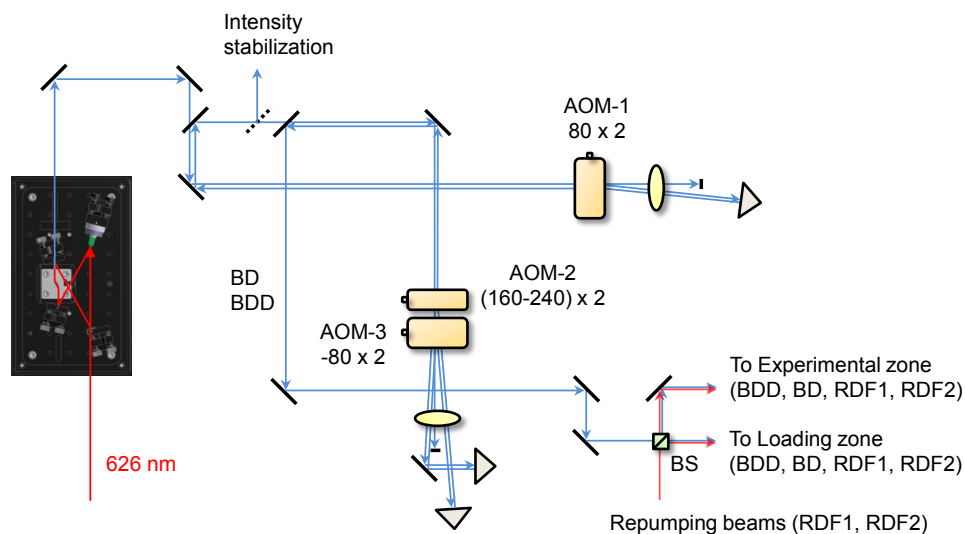 Intensity
stabilization
AOM-1
80 x 2
BD
BDD
AOM-2
(160-240) x 2
AOM-3
-80 x 2
To Experimental zone
(BDD, BD, RDF1, RDF2)
To Loading zone
(BDD, BD, RDF1, RDF2)
BS
626 nm
Repumping beams (RDF1, RDF2)